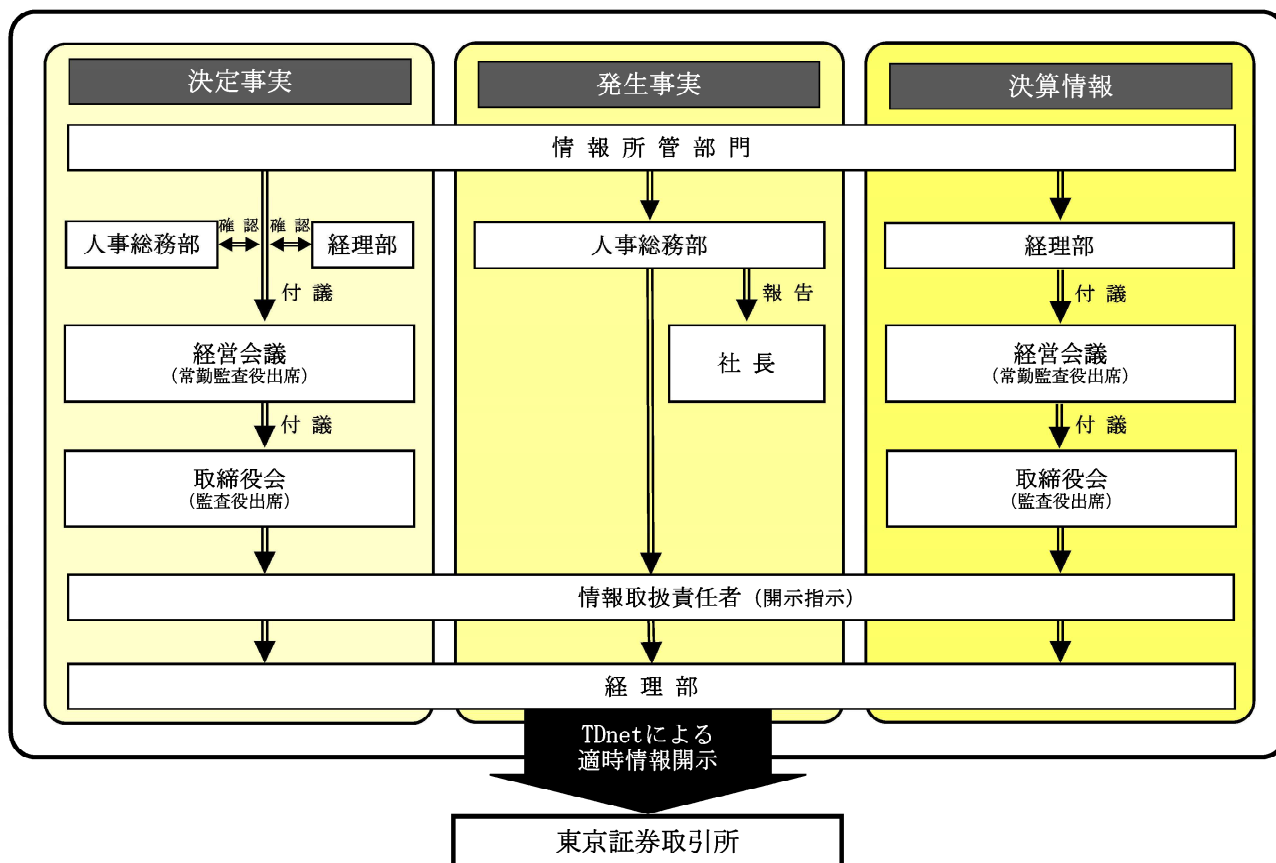 決定事実
発生事実
決算情報
情報所管部門
人事総務部
確認
確認
経理部
付議
経営会議
(常勤監査役出席)
付議
取締役会
(監査役出席)
人事総務部
報告
社長
経理部
付議
経営会議
(常勤監査役出席)
付議
取締役会
(監査役出席)
情報取扱責任者(開示指示)
経理部
TDnetによる
適時情報開示
東京証券取引所